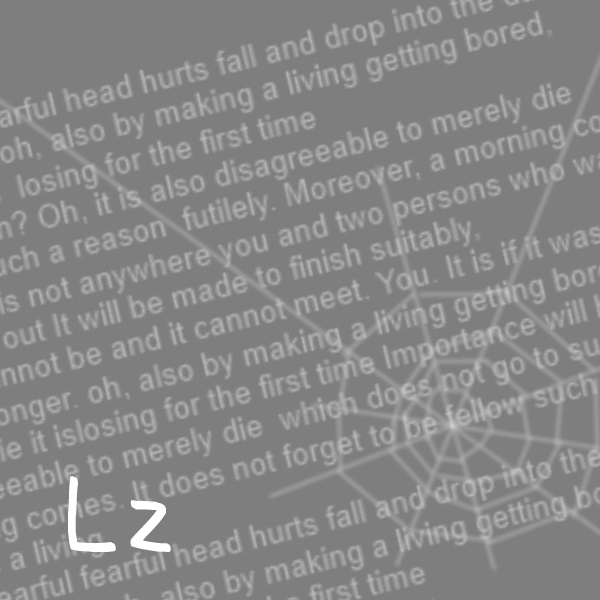 arful head hurts fall and drop into the
oh, also by making a living getting bored,
losing for the first time
n? Oh, it is also disagreeable to merely die
uch a reason futilely. Moreover, a morning co
is not anywhere you and two persons who wa
out It will be made to finish suitably,
nnot be and it cannot meet. You. It is if it was
onger. oh, also by making a living getting bore
ie it islosing for the first time Importance will b
eeable to merely die which does not go to su
g comes. It does not forget to be fellow such
a living
earful fearful head hurts fall and drop into the
also by making a living getting bo
first time
Lz